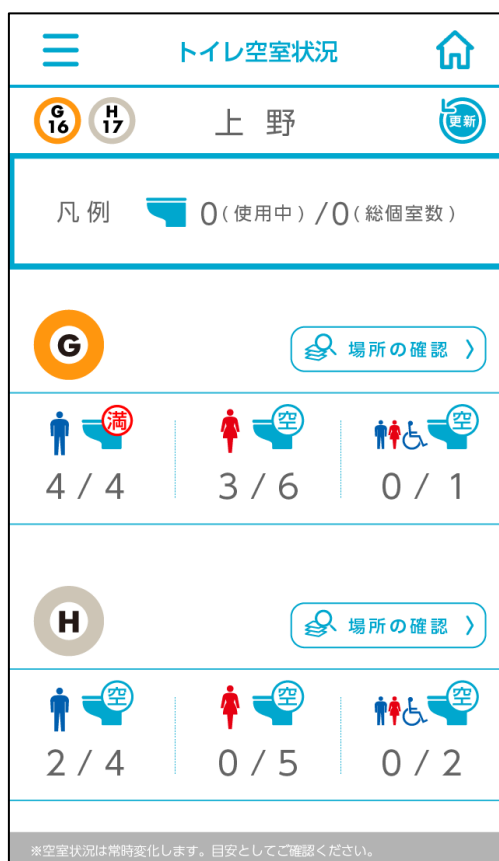 トイレ空室状況
G
16
H
17
上野
更新
凡例 0(使用中)/0(総個室数)
G
場所の確認 〉
満 空 空
4/4 3/6 0/1
H
場所の確認 〉
空 空 空
2/4 0/5 0/2
※空室状況は常時変化します。目安としてご確認ください。